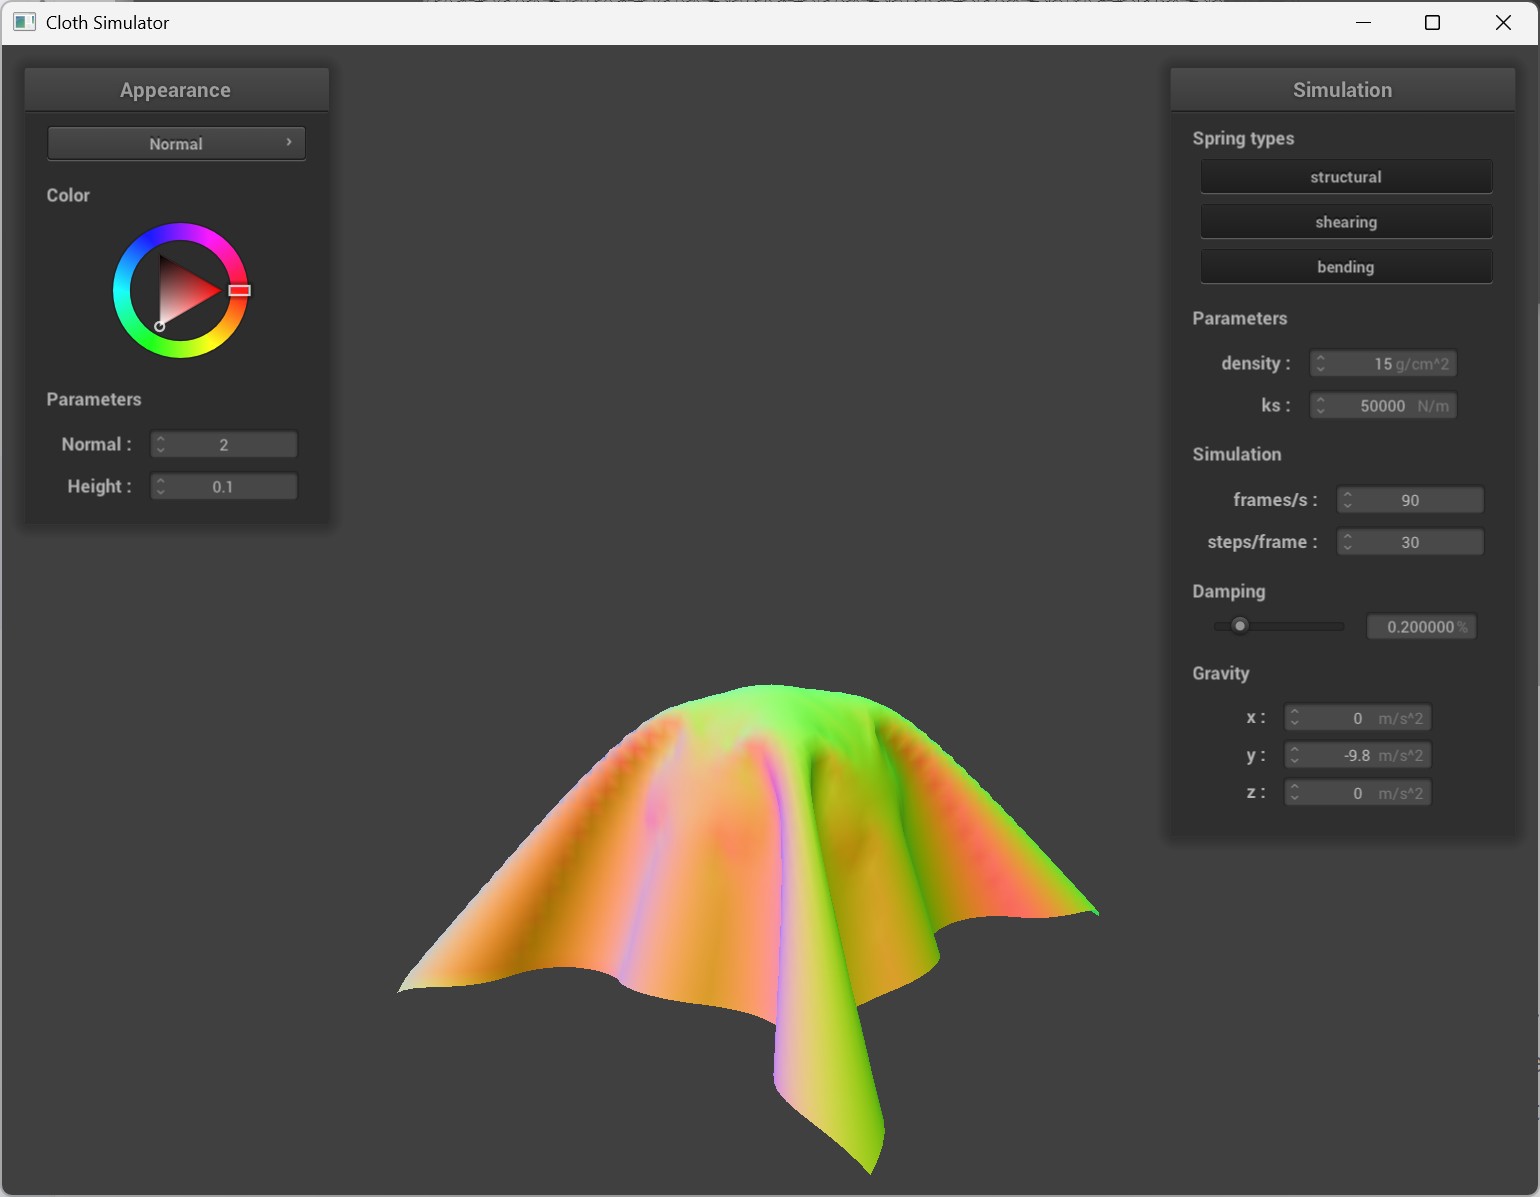 Cloth Simulator
Appearance
Normal
Color
Parameters
Normal : 2
Height : 0.1
Simulation
Spring types
structural
shearing
bending
Parameters
density : 15 g/cm^2
ks : 50000 N/m
Simulation
frames/s : 90
steps/frame : 30
Damping
0.200000 %
Gravity
x : 0 m/s^2
y : -9.8 m/s^2
z : 0 m/s^2